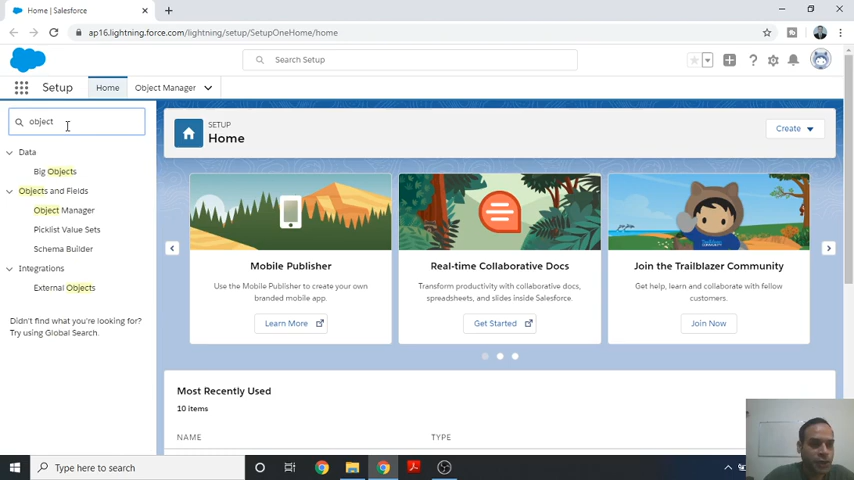 Home | Salesforce
ap16.lightning.force.com/lightning/setup/SetupOneHome/home
Search Setup
Setup
Home
Object Manager
object
Data
Big Objects
Objects and Fields
Object Manager
Picklist Value Sets
Schema Builder
Integrations
External Objects
Didn't find what you're looking for?
Try using Global Search.
SETUP
Home
Create
Mobile Publisher
Use the Mobile Publisher to create your own
branded mobile app.
Learn More
Real-time Collaborative Docs
Transform productivity with collaborative docs,
spreadsheets, and slides inside Salesforce.
Get Started
Join the Trailblazer Community
Get help, learn and collaborate with fellow
customers.
Join Now
Most Recently Used
10 items
NAME
TYPE
Type here to search